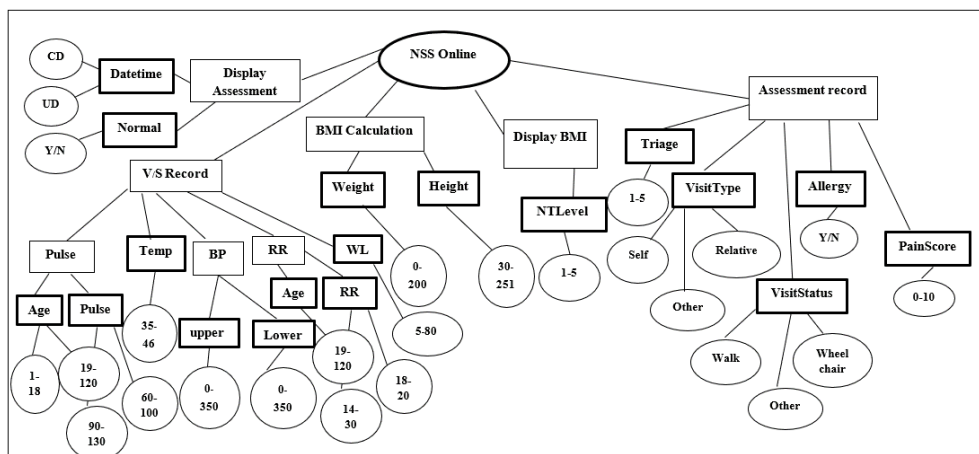 NSS Online
CD
Datetime
Display
Assessment
UD
Normal
Y/N
Assessment record
BMI Calculation
Display BMI
V/S Record
Triage
Weight
Height
NTLevel
1-5
VisitType
Allergy
Pulse
Temp
BP
RR
WL
0-
200
30-
251
1-5
Self
Relative
Y/N
PainScore
Age
Pulse
35-
46
upper
Age
RR
Lower
5-80
Other
VisitStatus
0-10
1-
18
19-
120
60-
100
90-
130
0-
350
0-
350
19-
120
14-
30
18-
20
Walk
Wheel
chair
Other